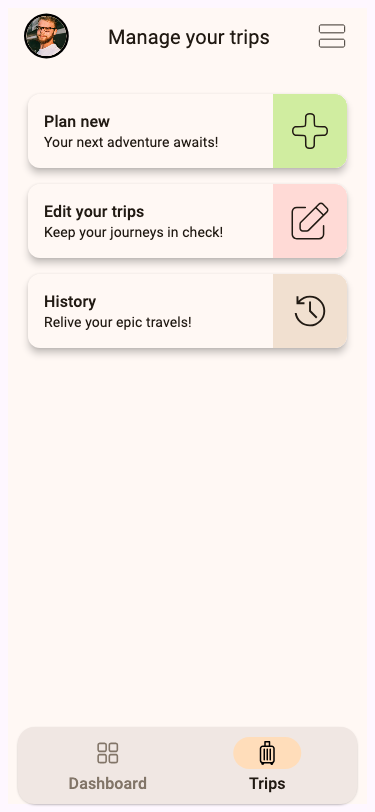 Manage your trips
Plan new
Your next adventure awaits!
Edit your trips
Keep your journeys in check!
History
Relive your epic travels!
Dashboard
Trips